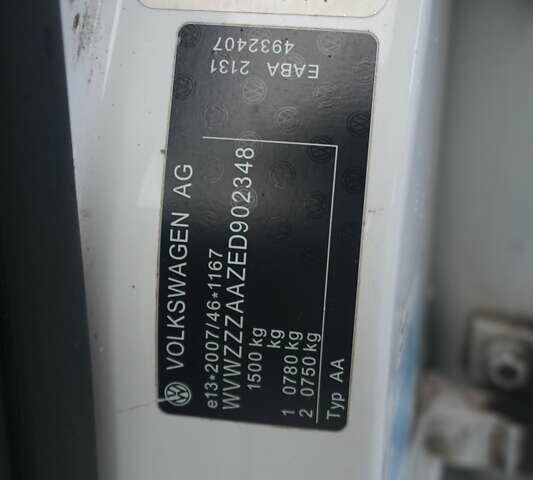 VOLKSWAGEN AG
e13*2007/46*1167
WVWZZZAAZED902348
1500 kg
kg
1 0780 kg
2 0750 kg
Typ AA
EABA 2131
4932407